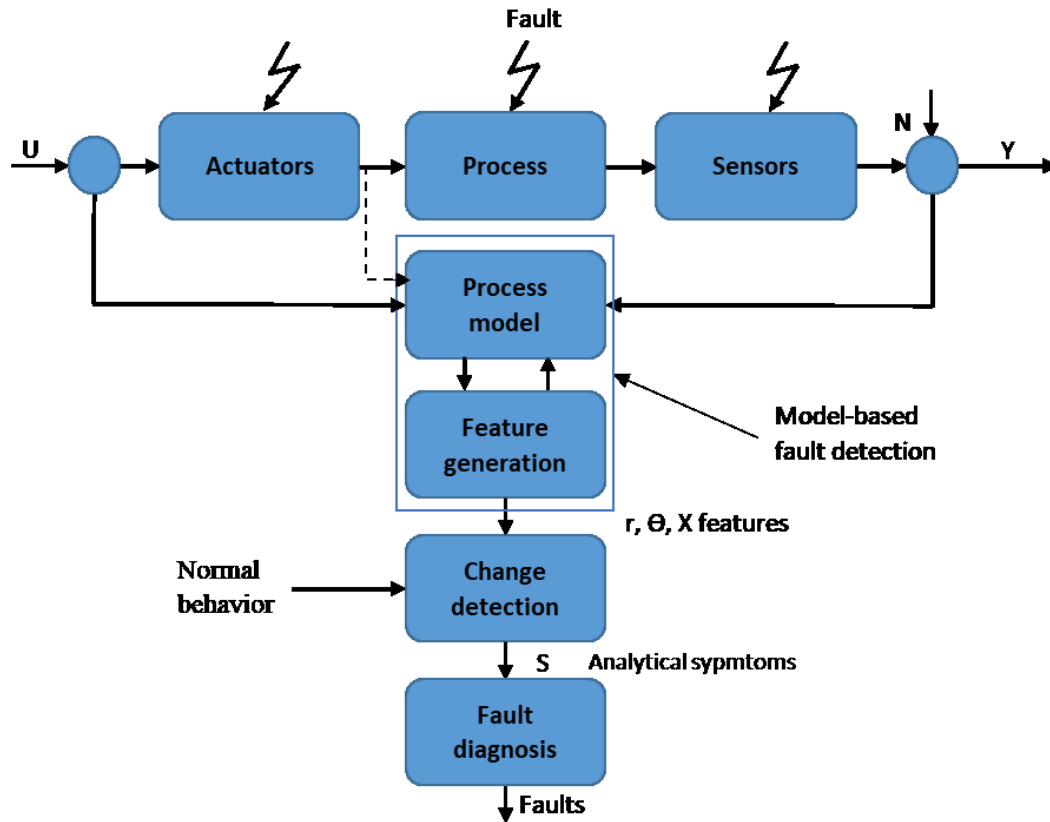 Fault
N
U
Actuators
Process
Sensors
Y
Process
model
Feature
generation
Model-based
fault detection
r, Ɵ, X features
Normal
behavior
Change
detection
S
Analytical sypmtoms
Fault
diagnosis
Faults